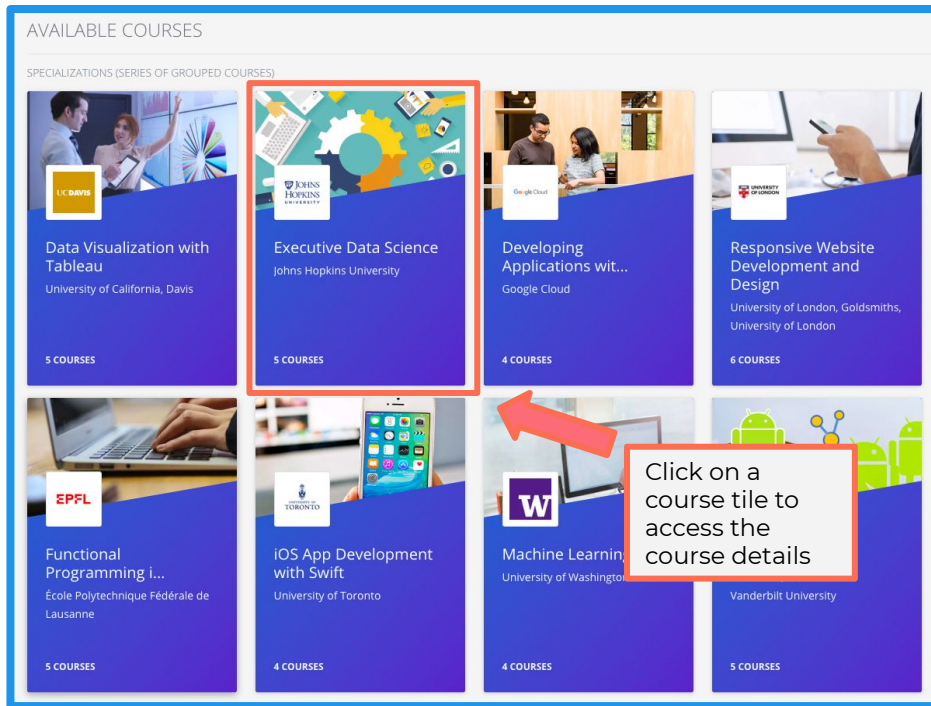 AVAILABLE COURSES
SPECIALIZATIONS (SERIES OF GROUPED COURSES)
UCDAVIS
Data Visualization with
Tableau
University of California, Davis
5 COURSES
JOHNS
HOPKINS
UNIVERSITY
Executive Data Science
Johns Hopkins University
5 COURSES
Google Cloud
Developing
Applications wit...
Google Cloud
4 COURSES
UNIVERSITY
OF LONDON
Responsive Website
Development and
Design
University of London, Goldsmiths,
University of London
6 COURSES
EPFL
Functional
Programming i...
École Polytechnique Fédérale de
Lausanne
5 COURSES
UNIVERSITY OF
TORONTO
iOS App Development
with Swift
University of Toronto
4 COURSES
W
Machine Learning
University of Washington
4 COURSES
Click on a
course tile to
access the
course details
Vanderbilt University
5 COURSES